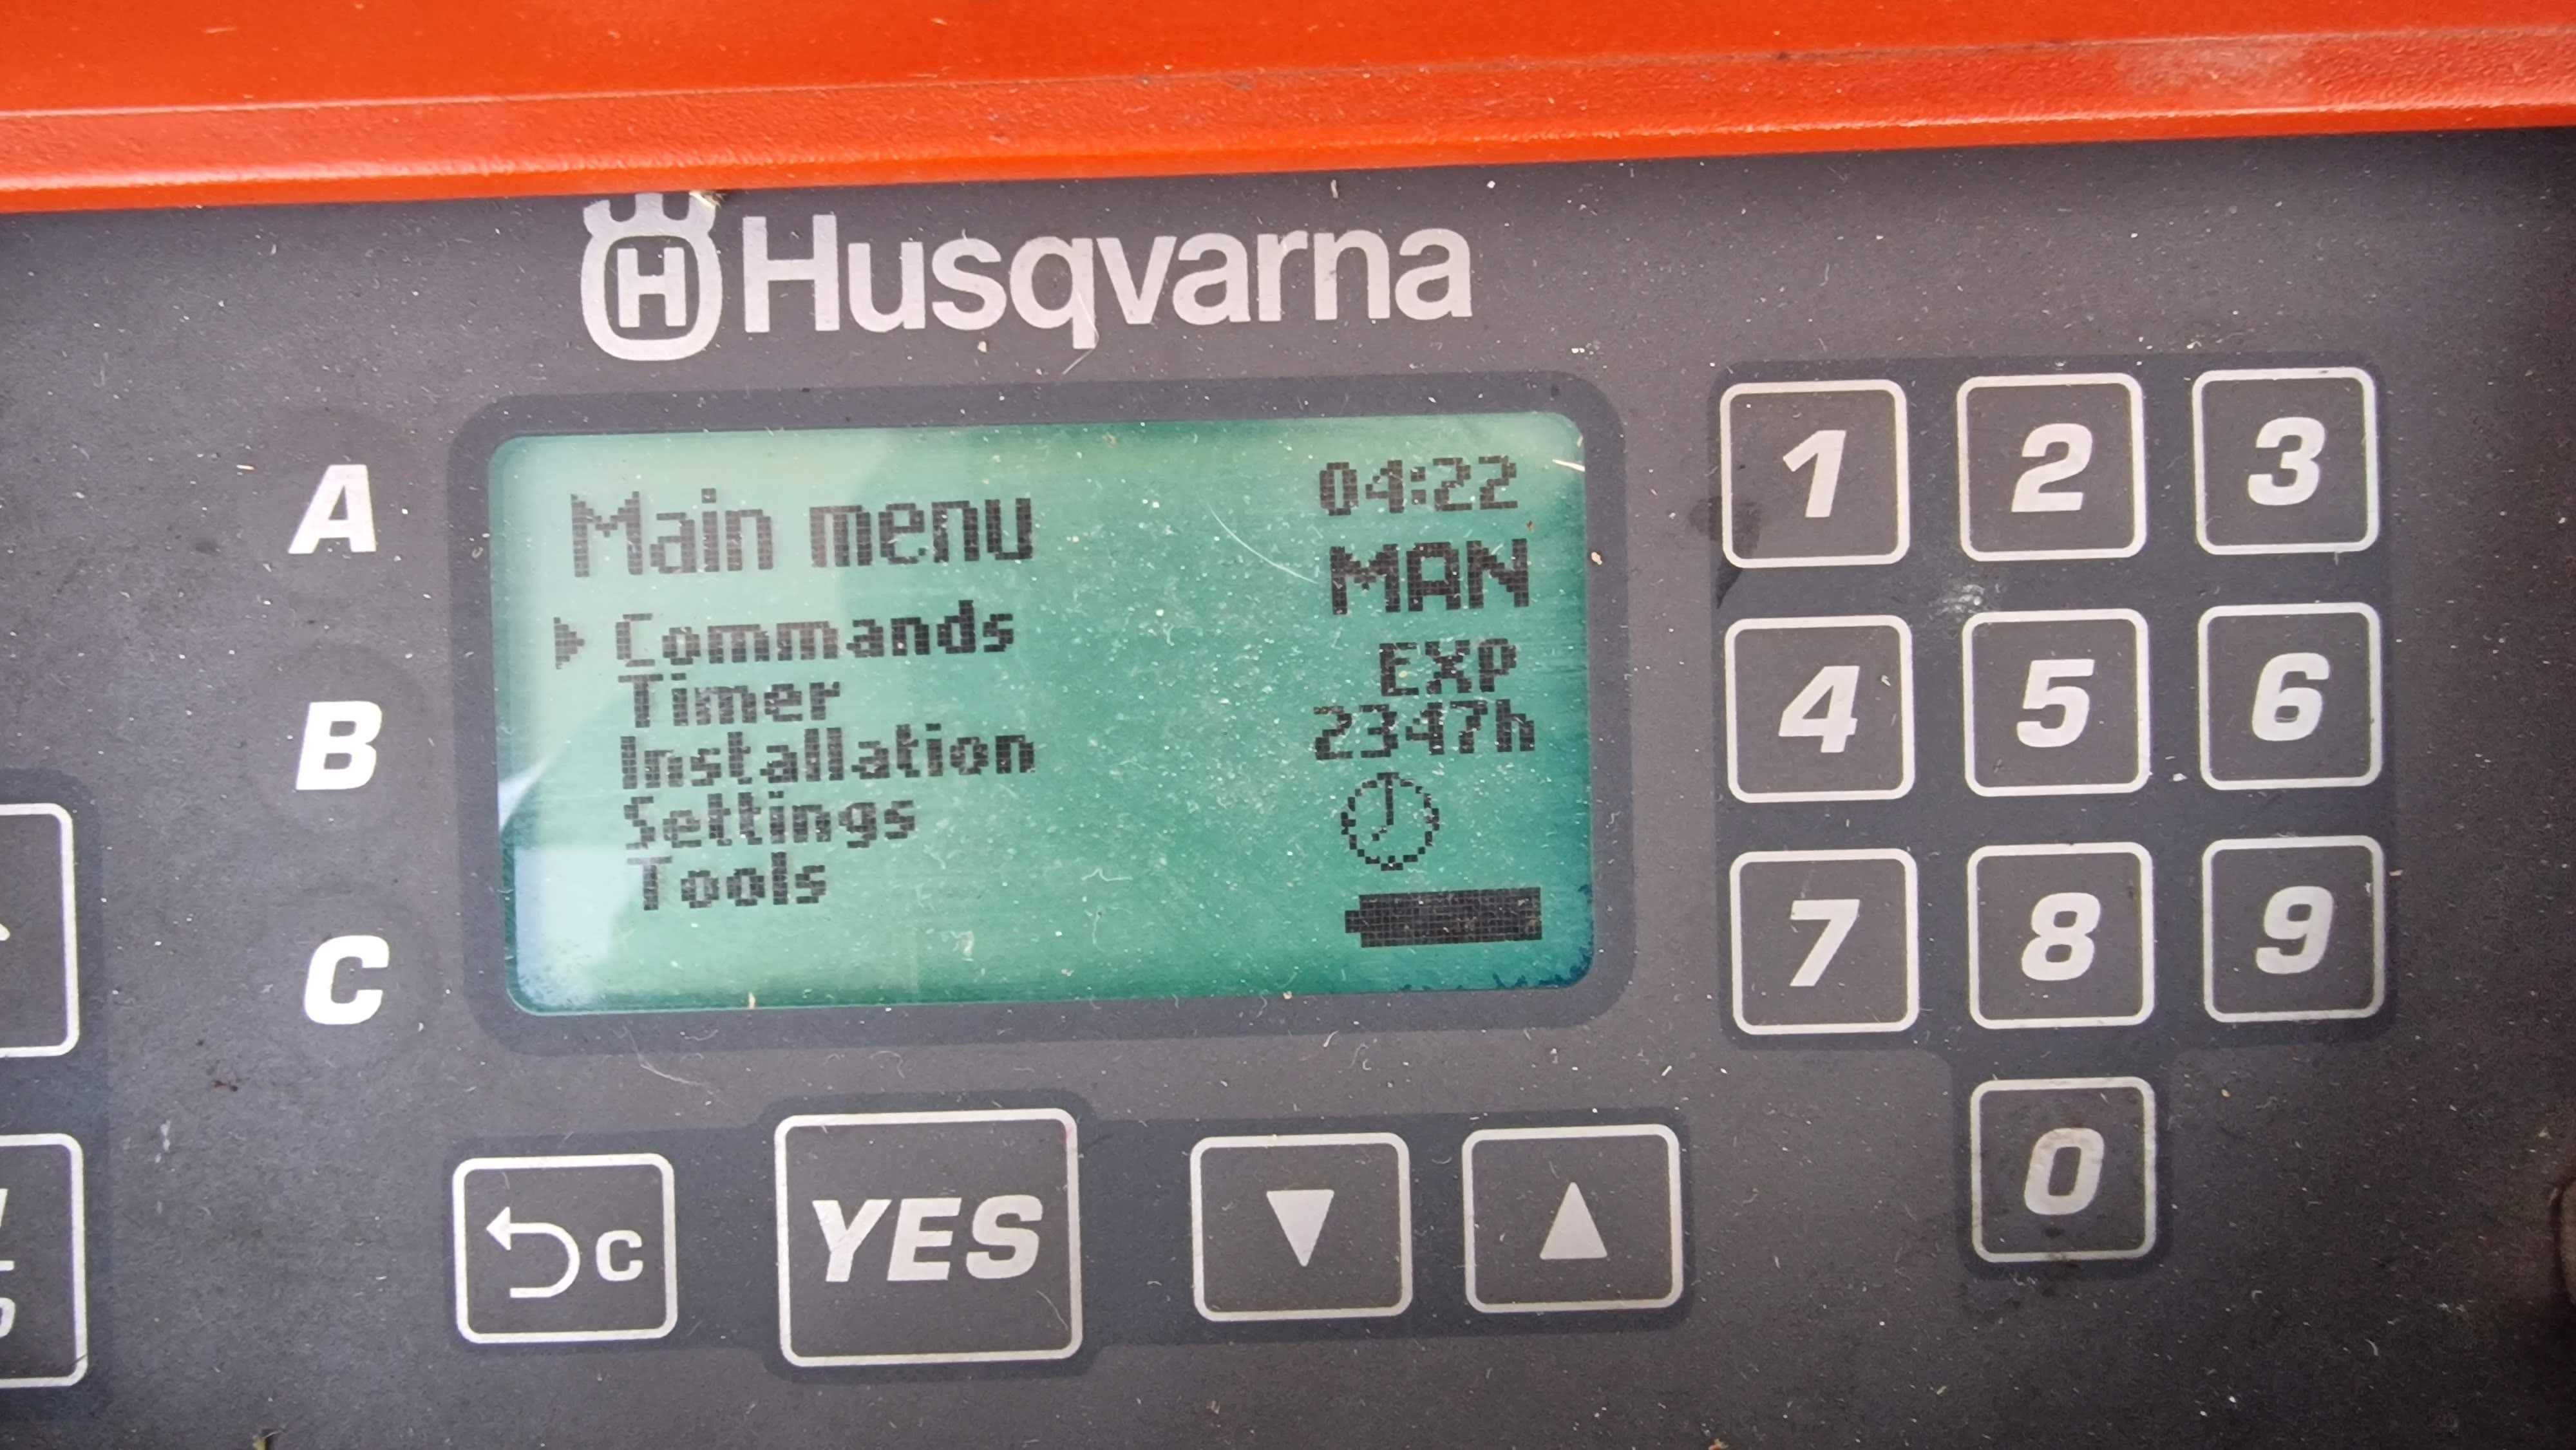 H Husqvarna
A
B
C
Main menu
Commands
Timer
Installation
Settings
Tools
04:22
MAN
EXP
2347h
1 2 3
4 5 6
7 8 9
0
C YES